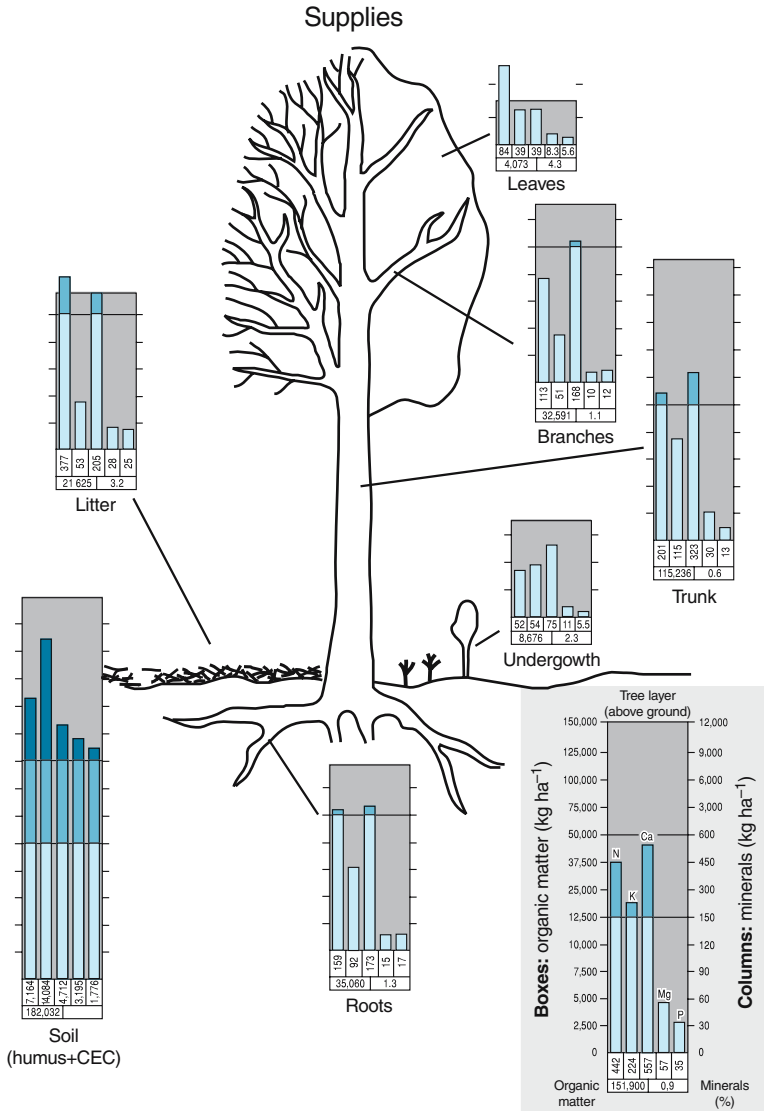 Supplies
84 39 39 8.3 5.6
4,073 4.3
Leaves
113 51 168 10 12
32,591 1.1
Branches
201 115 323 30 13
115,236 0.6
Trunk
377 53 205 28 25
21 625 3.2
Litter
52 54 75 11 5.5
8,676 2.3
Undergowth
7,164 14,084 4,712 3,195 1,776
182,032
Soil
(humus+CEC)
159 92 173 15 17
35,060 1.3
Roots
Tree layer
(above ground)
150,000 12,000
125,000 9,000
100,000 6,000
75,000 3,000
50,000 600
37,500 450
25,000 300
12,500 150
10,000 120
7,500 90
5,000 60
2,500 30
0 0
Boxes: organic matter (kg ha–1)
Columns: minerals (kg ha–1)
N K Ca Mg P
442 224 557 57 35
151,900 0,9
Organic
matter
Minerals
(%)